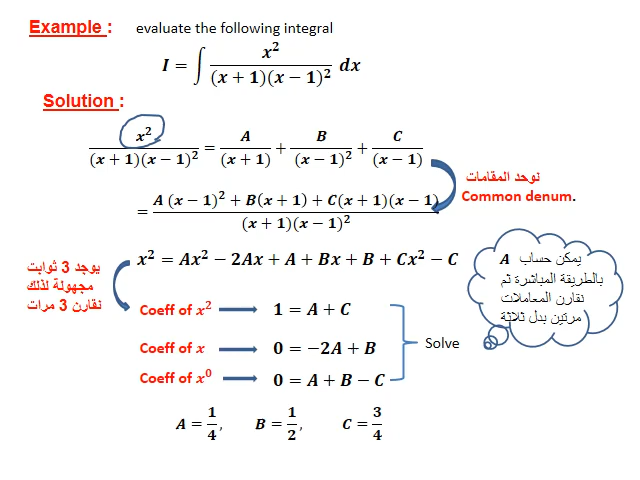 Example : evaluate the following integral
I = ∫ x² / (x + 1)(x − 1)² dx
Solution :
x² / (x + 1)(x − 1)² = A / (x + 1) + B / (x − 1)² + C / (x − 1)
نوحد المقامات
Common denum.
= A (x − 1)² + B(x + 1) + C(x + 1)(x − 1) / (x + 1)(x − 1)²
x² = Ax² − 2Ax + A + Bx + B + Cx² − C
يمكن حساب A
بالطريقة المباشرة ثم
نقارن المعاملات
مرتين بدل ثلاثة
يوجد 3 ثوابت
مجهولة لذلك
نقارن 3 مرات
Coeff of x² 1 = A + C
Coeff of x 0 = −2A + B
Solve
Coeff of x⁰ 0 = A + B − C
A = 1/4, B = 1/2, C = 3/4